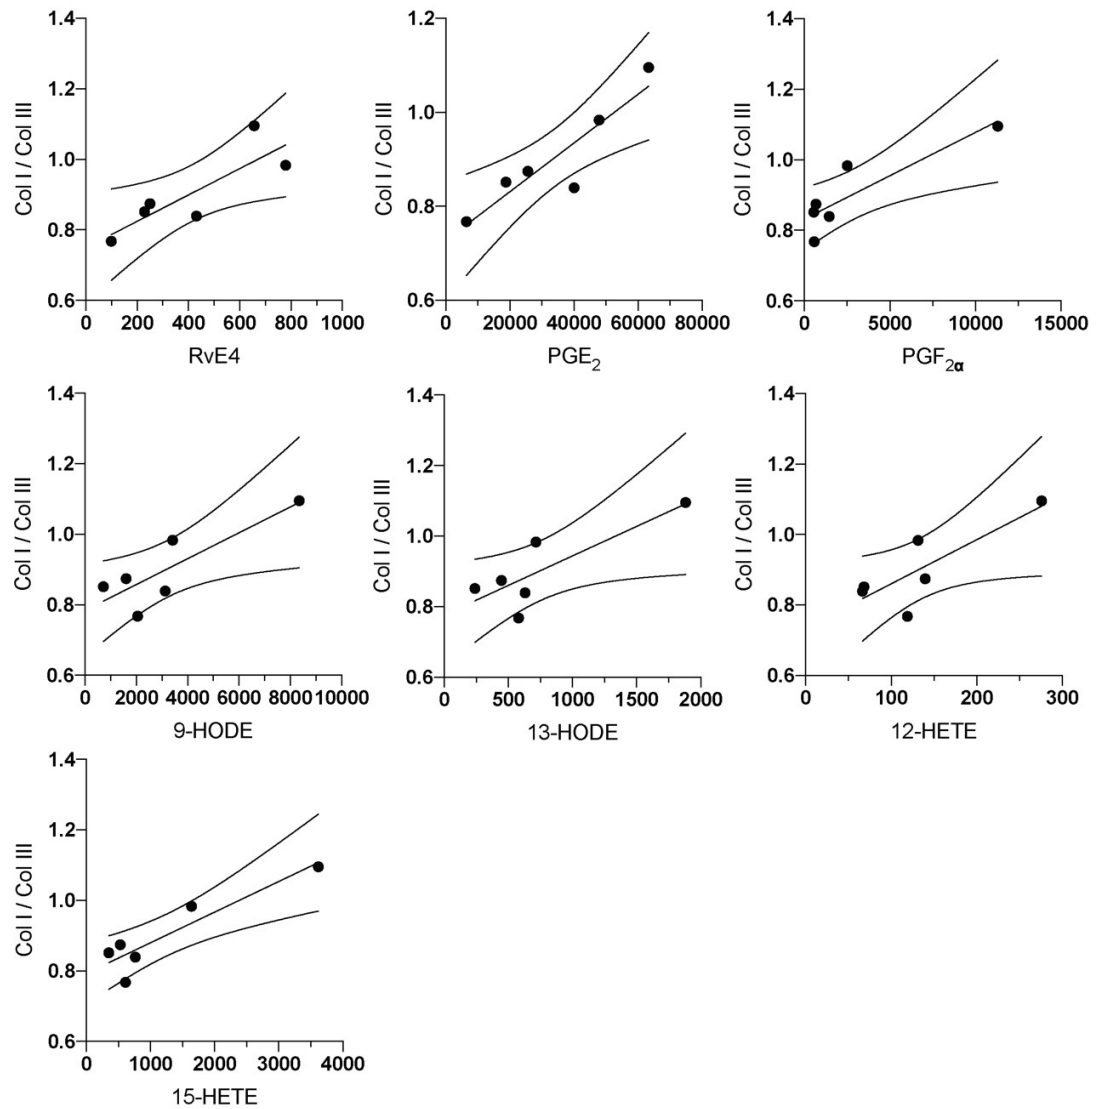 1.4 1.2 1.0 0.8 0.6
Col I / Col III
0 200 400 600 800 1000
RvE4
1.2 1.0 0.8 0.6
Col I / Col III
0 20000 40000 60000 80000
PGE2
1.4 1.2 1.0 0.8 0.6
Col I / Col III
0 5000 10000 15000
PGF2α
1.4 1.2 1.0 0.8 0.6
Col I / Col III
0 2000 4000 6000 8000 10000
9-HODE
1.4 1.2 1.0 0.8 0.6
Col I / Col III
0 500 1000 1500 2000
13-HODE
1.4 1.2 1.0 0.8 0.6
Col I / Col III
0 100 200 300
12-HETE
1.4 1.2 1.0 0.8 0.6
Col I / Col III
0 1000 2000 3000 4000
15-HETE